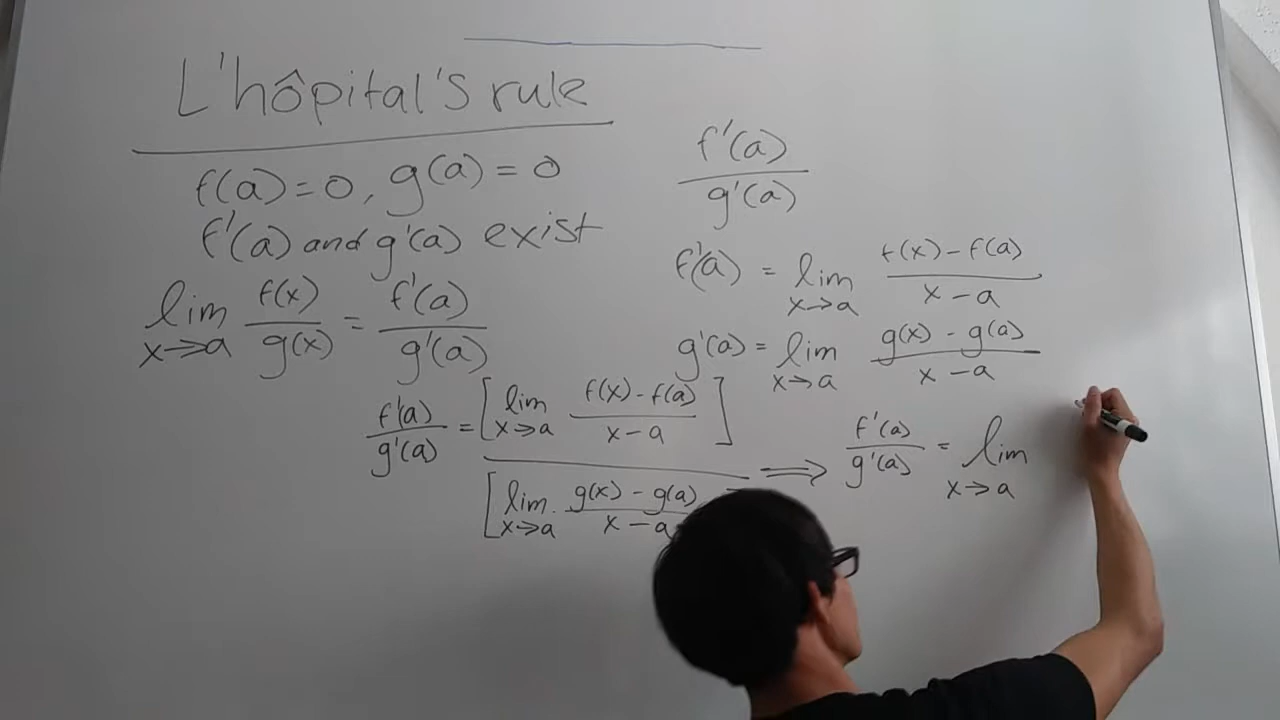 L'hôpital's rule
f(a) = 0, g(a) = 0
f'(a) and g'(a) exist
lim x→a f(x)/g(x) = f'(a)/g'(a)
f'(a)/g'(a)
f'(a) = lim x→a (f(x) - f(a))/(x - a)
g'(a) = lim x→a (g(x) - g(a))/(x - a)
f'(a)/g'(a) = [lim x→a (f(x) - f(a))/(x - a)]/[lim x→a (g(x) - g(a))/(x - a
⟹ f'(a)/g'(a) = lim x→a